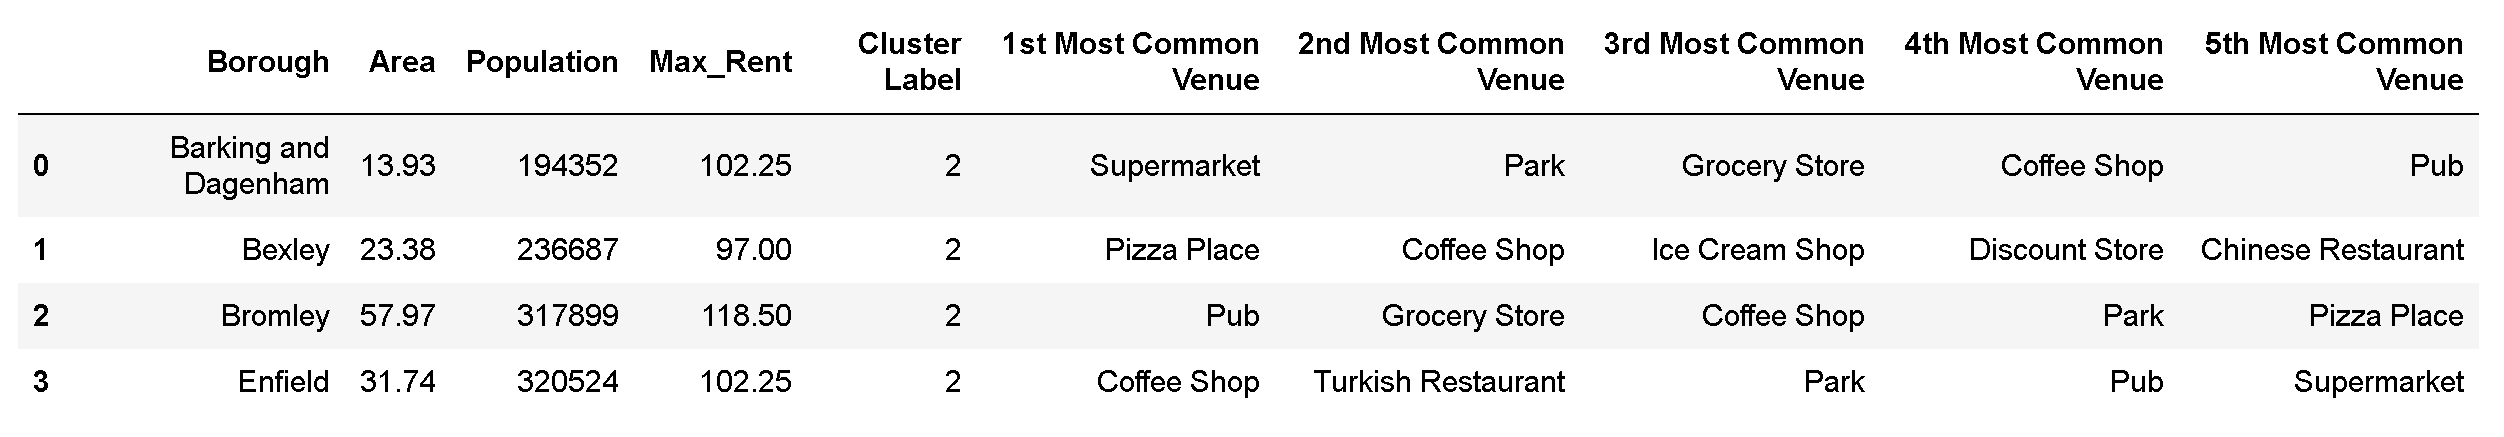 Borough Area Population Max_Rent Cluster Label 1st Most Common Venue 2nd Most Common Venue 3rd Most Common Venue 4th Most Common Venue 5th Most Common Venue
0 Barking and Dagenham 13.93 194352 102.25 2 Supermarket Park Grocery Store Coffee Shop Pub
1 Bexley 23.38 236687 97.00 2 Pizza Place Coffee Shop Ice Cream Shop Discount Store Chinese Restaurant
2 Bromley 57.97 317899 118.50 2 Pub Grocery Store Coffee Shop Park Pizza Place
3 Enfield 31.74 320524 102.25 2 Coffee Shop Turkish Restaurant Park Pub Supermarket